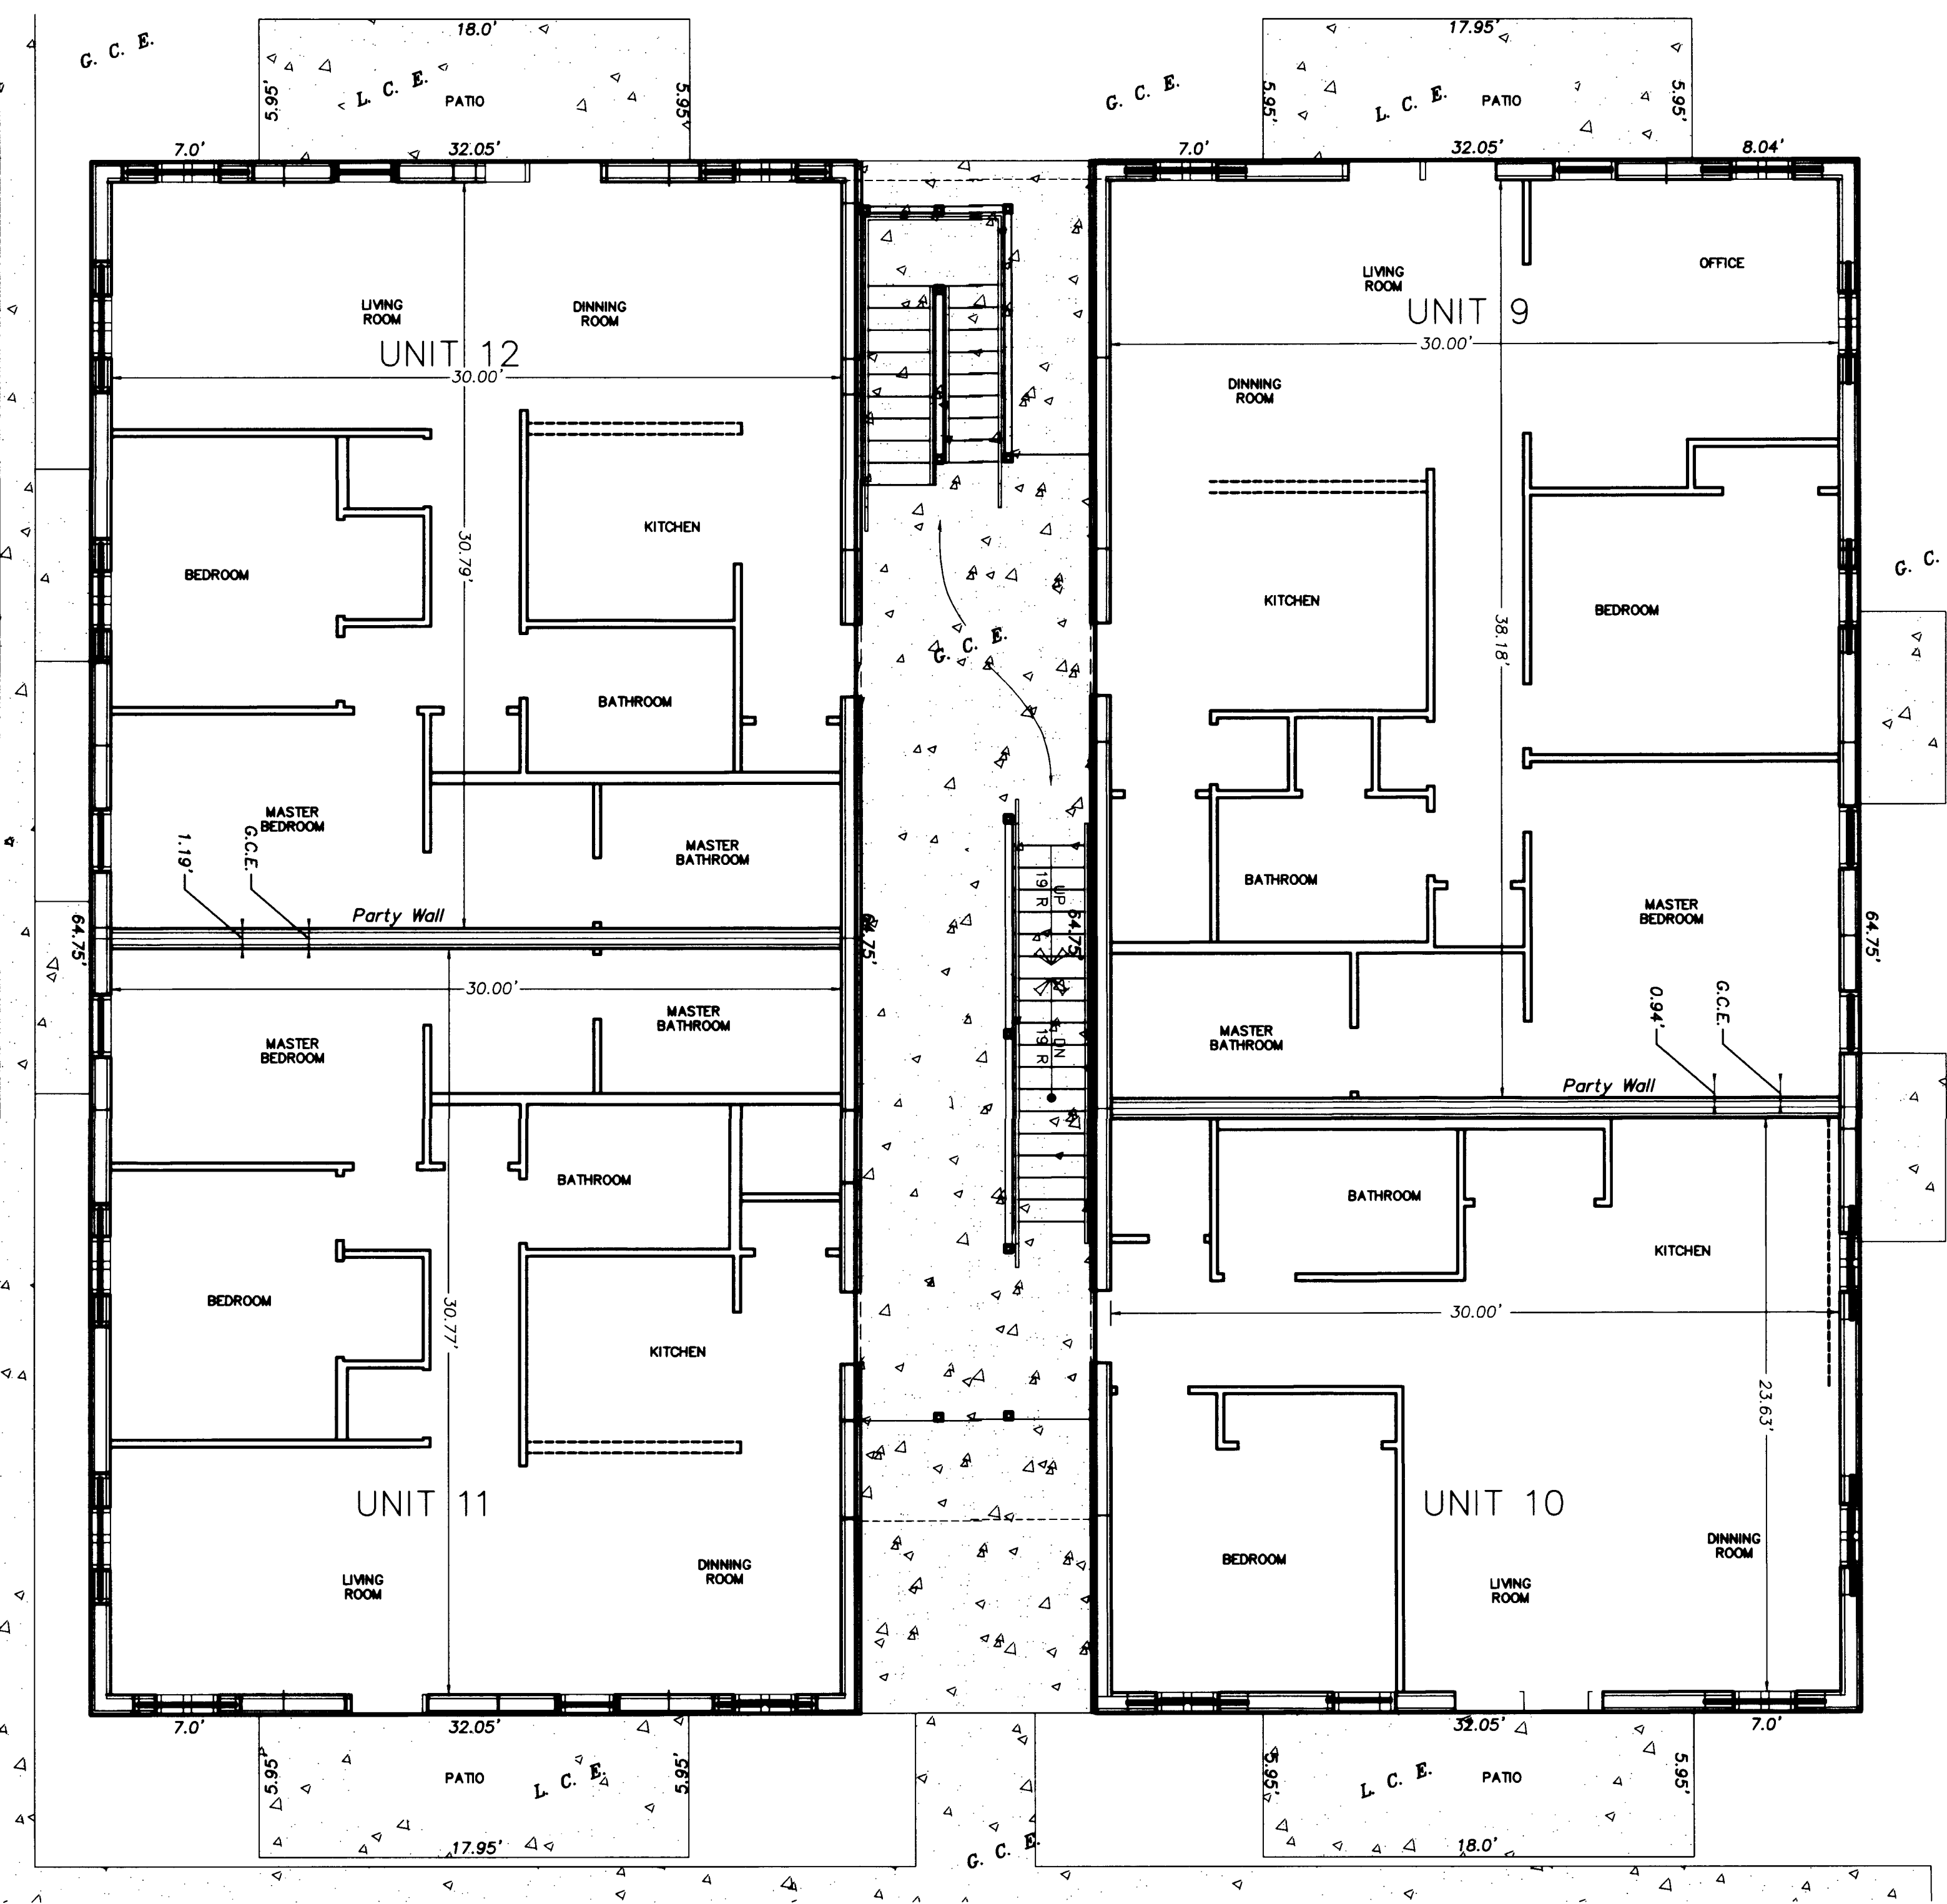 G. C. E.
18.0'
5.95'
L. C. E.
PATIO
5.95'
7.0'
32.05'
G. C. E.
17.95'
5.95'
L. C. E.
PATIO
5.95'
7.0'
32.05'
8.04'
LIVING
ROOM
DINNING
ROOM
UNIT 12
30.00'
30.79'
KITCHEN
BEDROOM
BATHROOM
MASTER
BEDROOM
MASTER
BATHROOM
1.19'
G.C.E.
Party Wall
64.75'
64.75'
30.00'
MASTER
BEDROOM
MASTER
BATHROOM
BATHROOM
BEDROOM
30.77'
KITCHEN
UNIT 11
LIVING
ROOM
DINNING
ROOM
7.0'
32.05'
5.95'
PATIO
L. C. E.
5.95'
17.95'
G. C. E.
UP
19 R
64.75'
DN
19 R
G. C. E.
LIVING
ROOM
OFFICE
UNIT 9
30.00'
DINNING
ROOM
KITCHEN
38.18'
BEDROOM
G. C.
BATHROOM
MASTER
BEDROOM
64.75'
MASTER
BATHROOM
0.94'
G.C.E.
Party Wall
BATHROOM
KITCHEN
30.00'
23.63'
UNIT 10
BEDROOM
LIVING
ROOM
DINNING
ROOM
32.05'
7.0'
5.95'
L. C. E.
PATIO
5.95'
18.0'